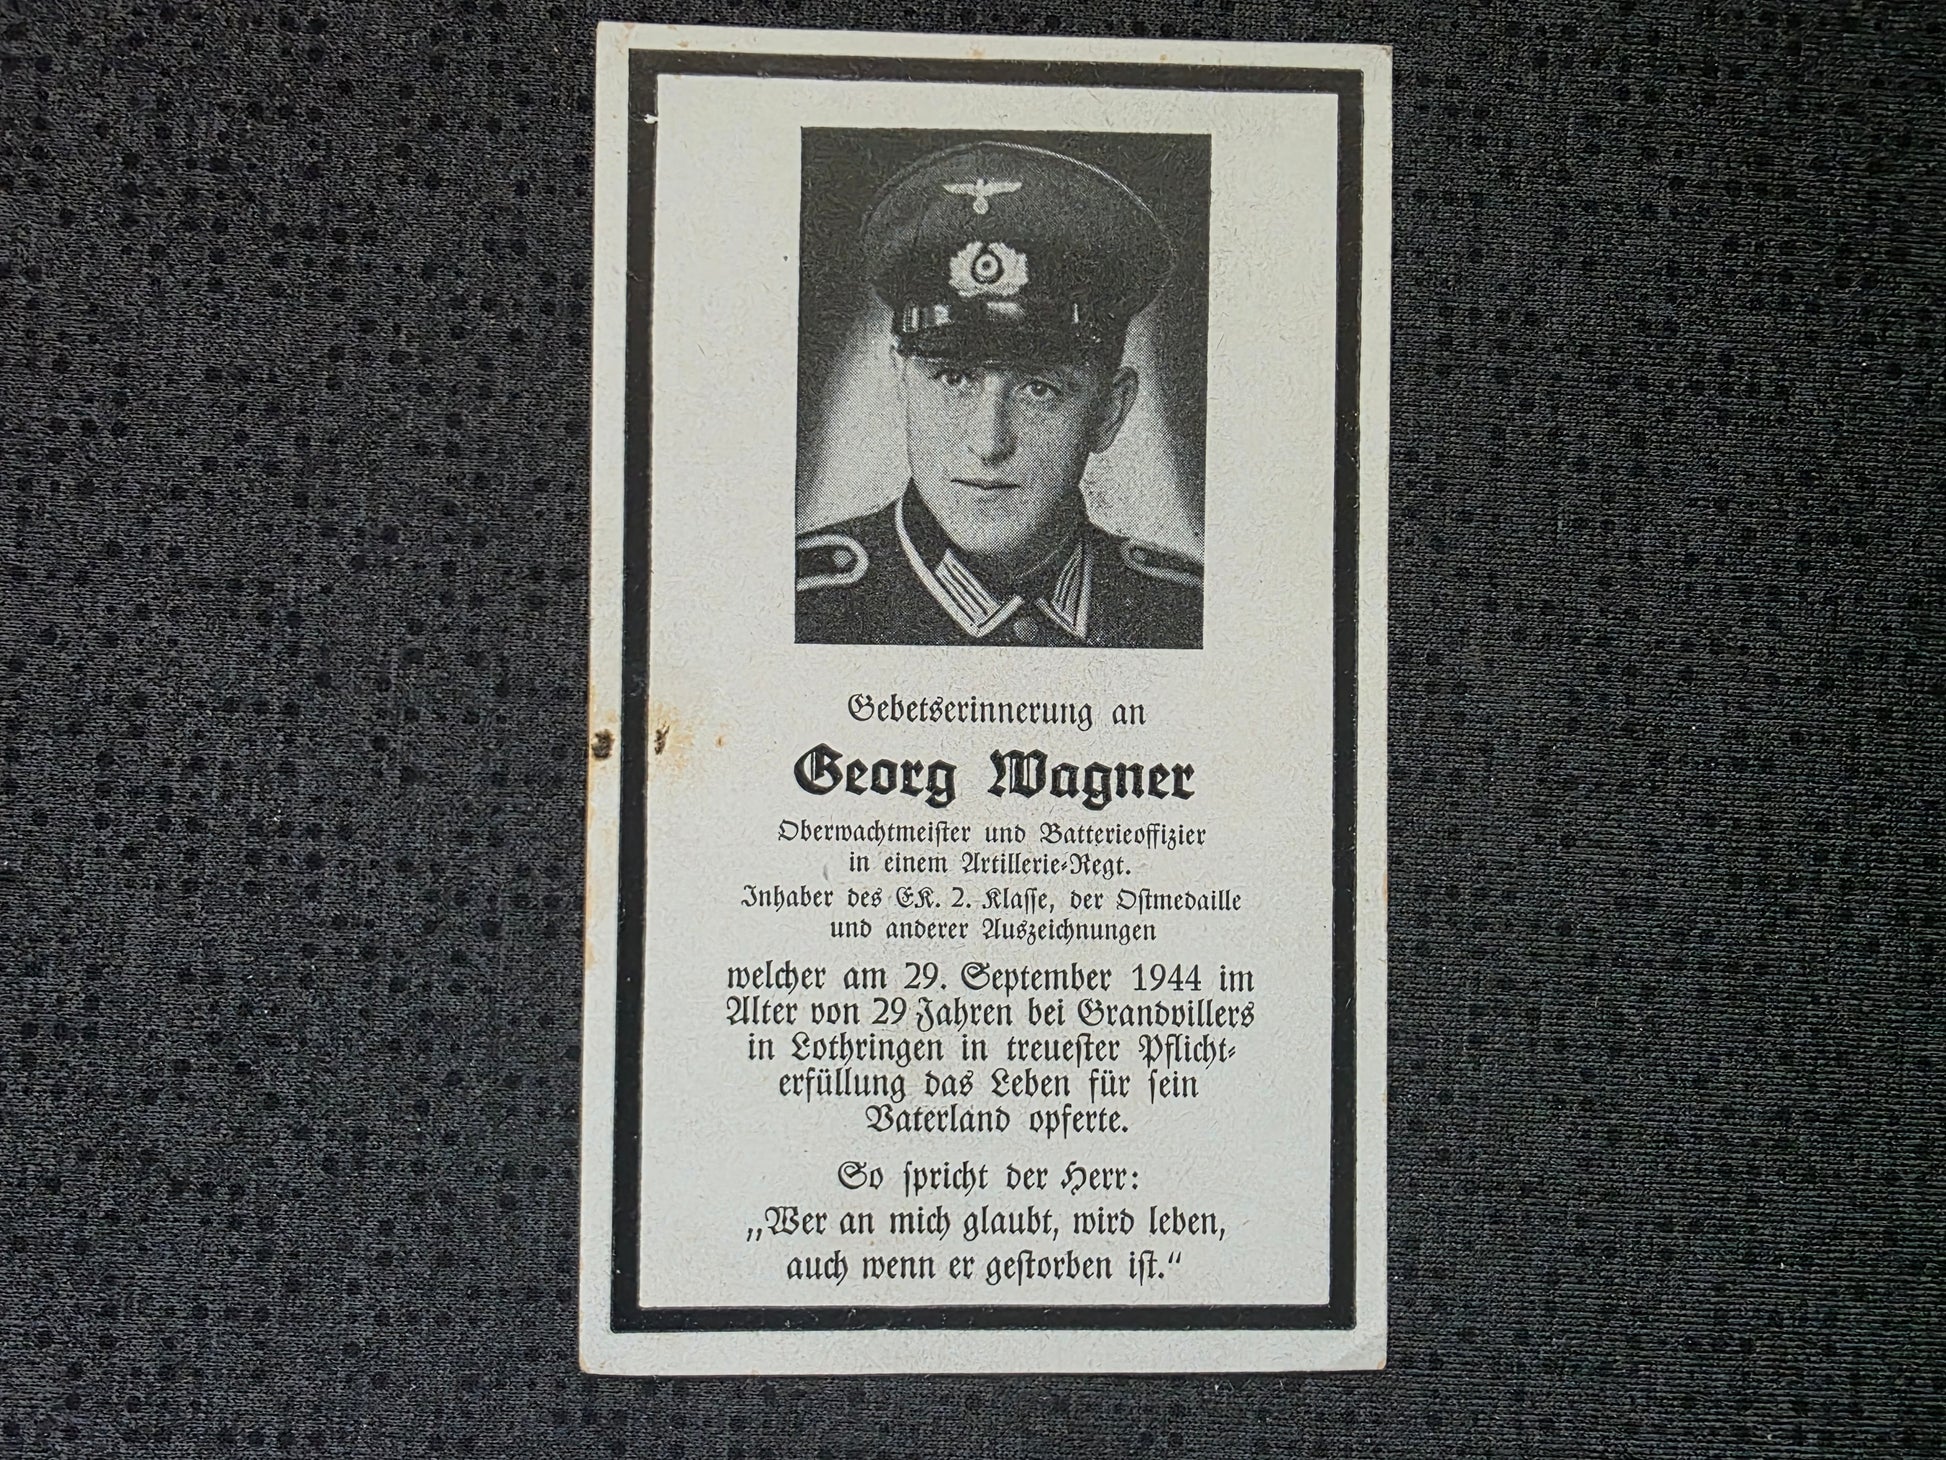 Gebetserinnerung an
Georg Wagner
Oberwachtmeister und Batterieoffizier
in einem Artillerie-Regt.
Inhaber des EK. 2. Klasse, der Ostmedaille
und anderer Auszeichnungen
welcher am 29. September 1944 im
Alter von 29 Jahren bei Grandvillers
in Lothringen in treuester Pflicht-
erfüllung das Leben für sein
Vaterland opferte.
So spricht der Herr:
„Wer an mich glaubt, wird leben,
auch wenn er gestorben ist.“